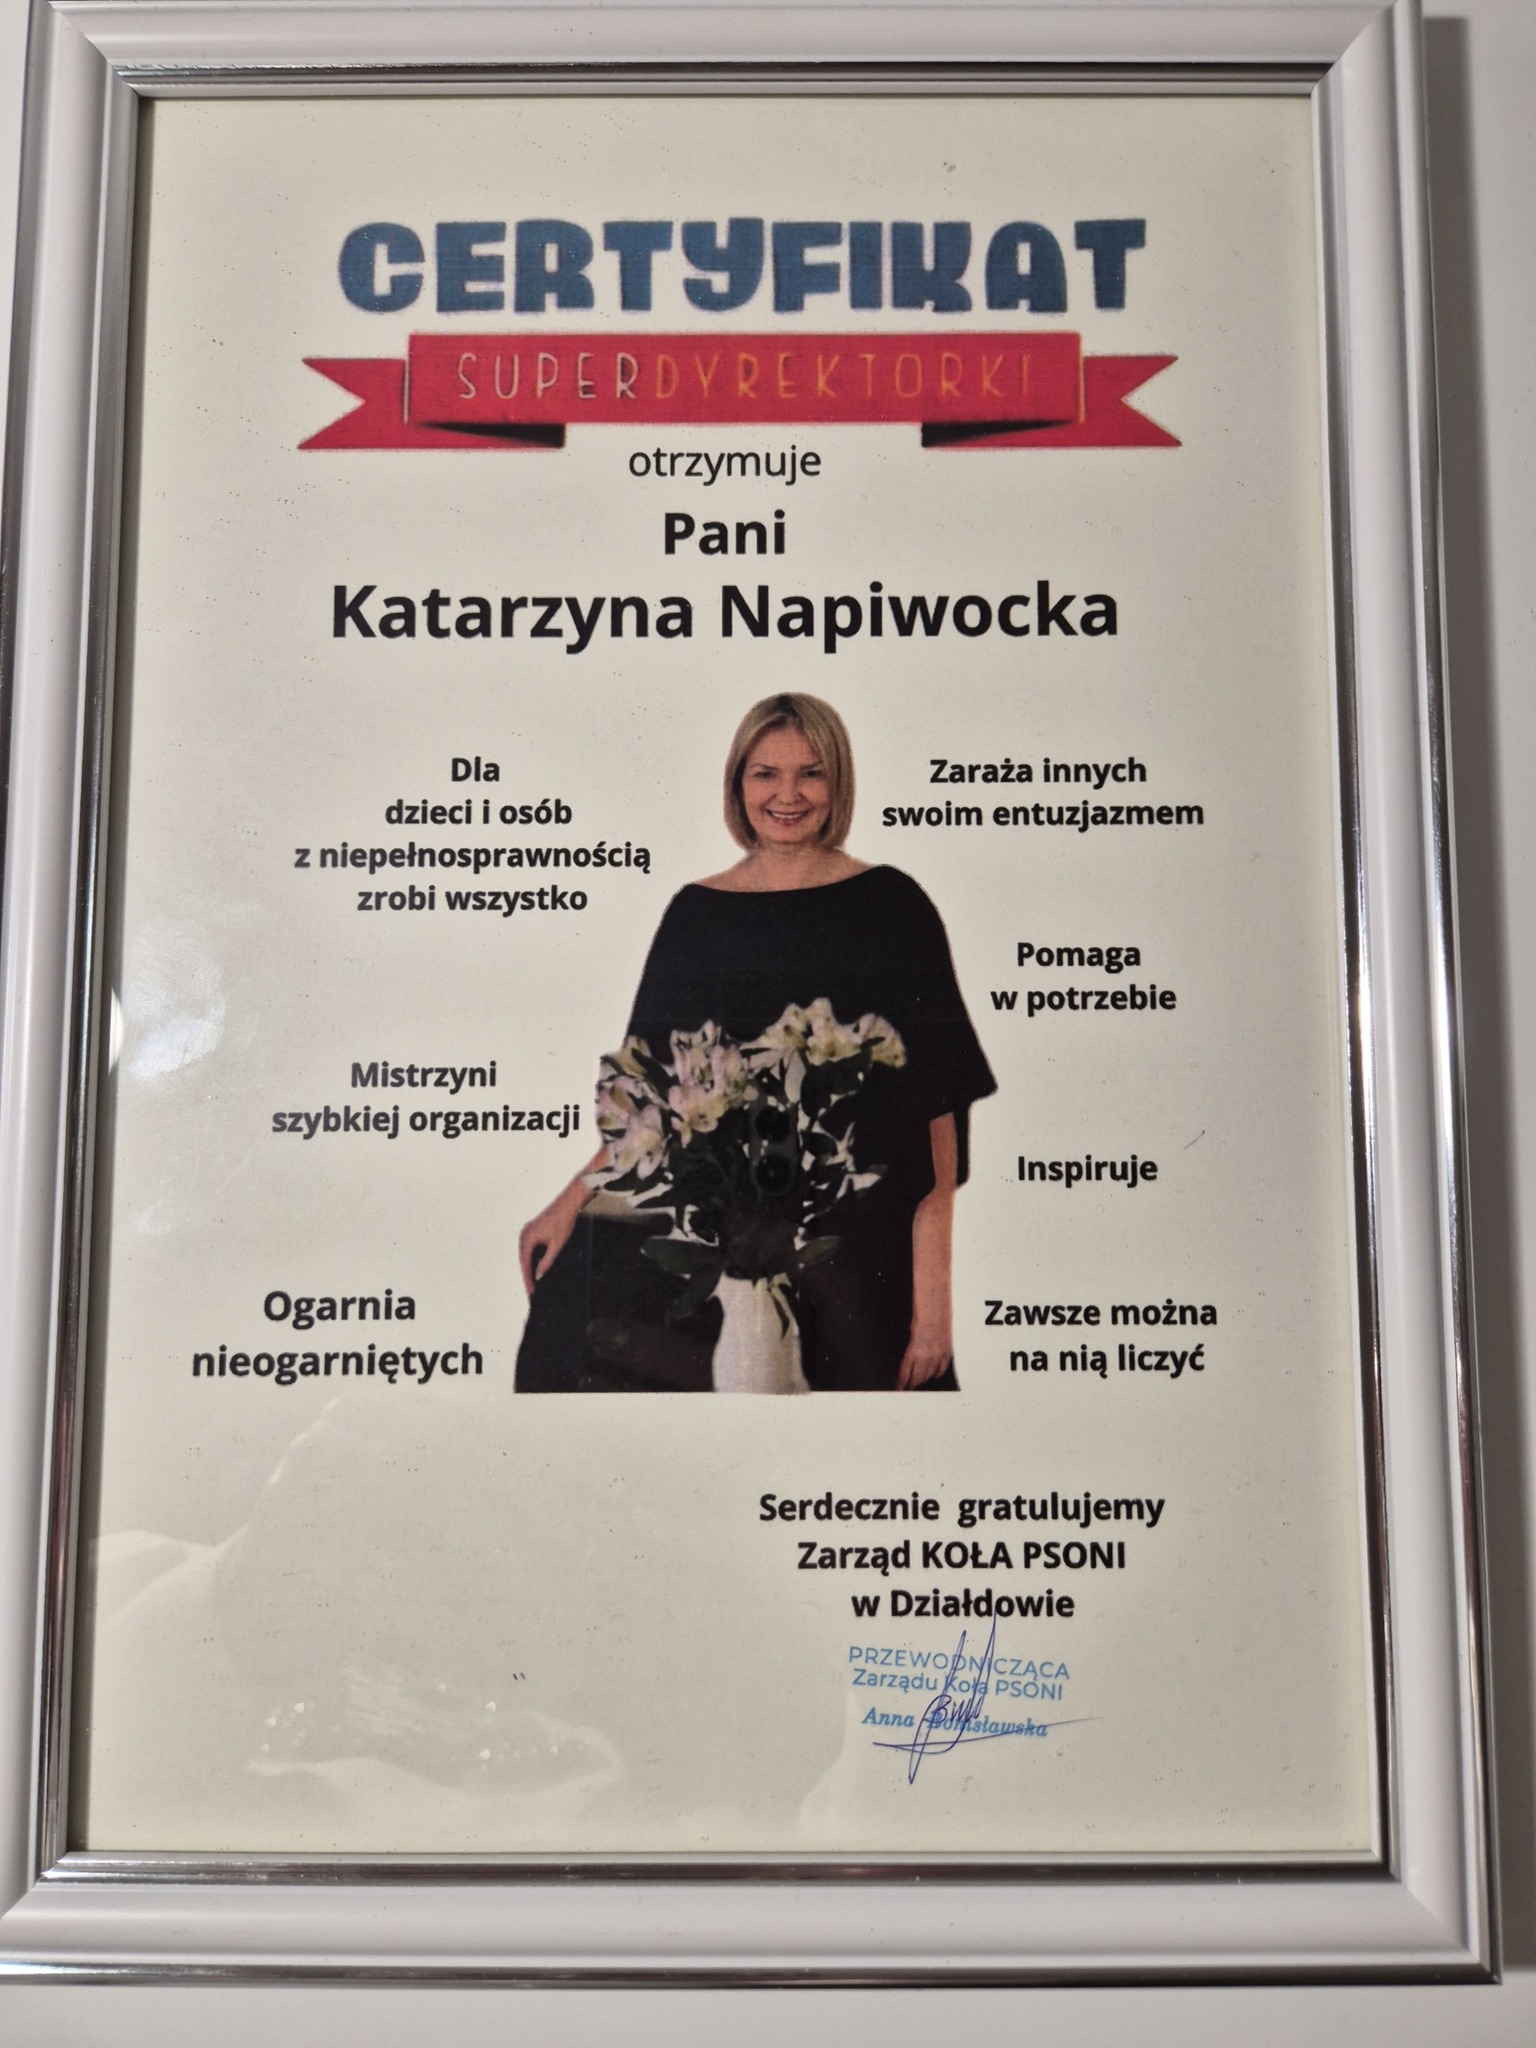 CERTYFIKAT
SUPERDYREKTORKI
otrzymuje
Pani
Katarzyna Napiwocka
Dla
dzieci i osób
z niepełnosprawnością
zrobi wszystko
Zaraża innych
swoim entuzjazmem
Pomaga
w potrzebie
Mistrzyni
szybkiej organizacji
Inspiruje
Ogarnia
nieogarniętych
Zawsze można
na nią liczyć
Serdecznie gratulujemy
Zarząd KOŁA PSONI
w Działdowie
PRZEWODNICZĄCA
Zarządu Koła PSONI
Anna